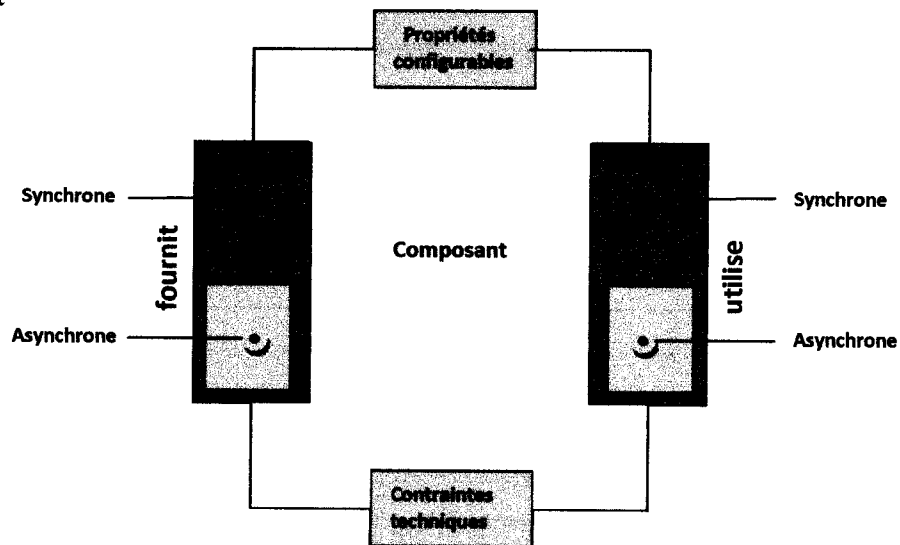 Propriétés
configurables
Synchrone
Synchrone
fournit
Composant
utilise
Asynchrone
Asynchrone
Contraintes
techniques